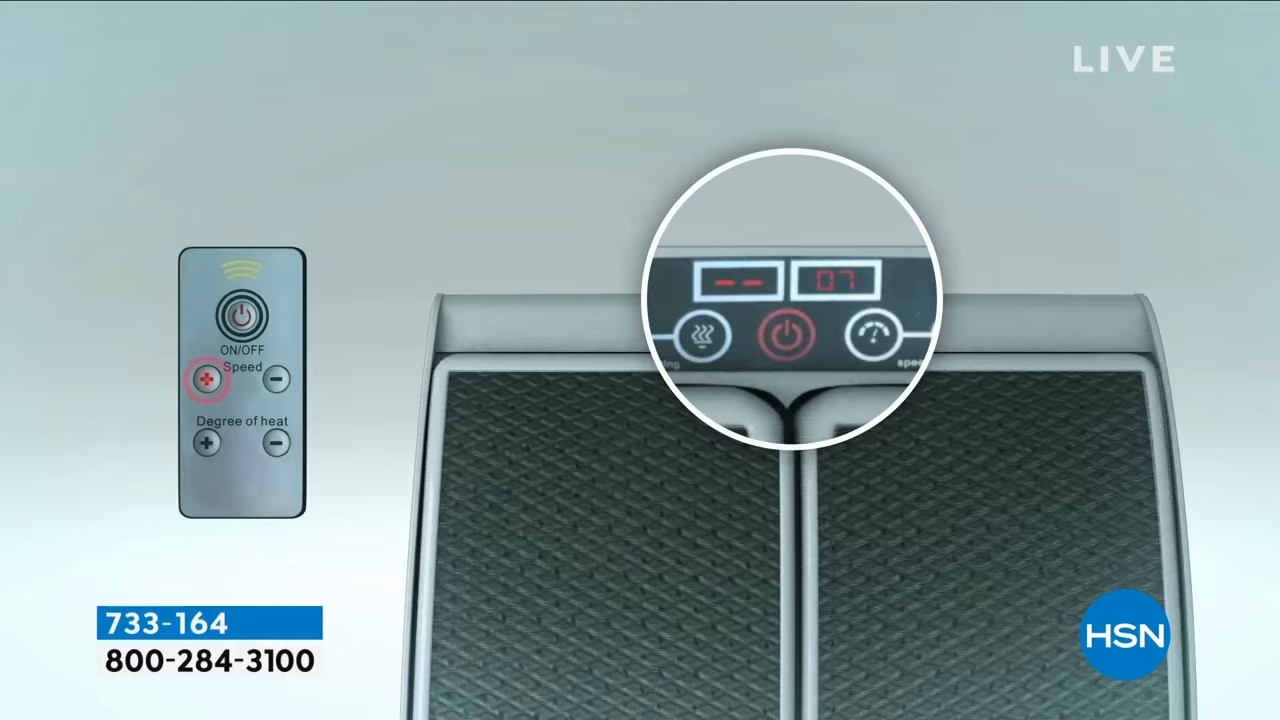 LIVE
-- 07
ON/OFF
Speed
+ -
Degree of heat
+ -
733-164
800-284-3100
HSN